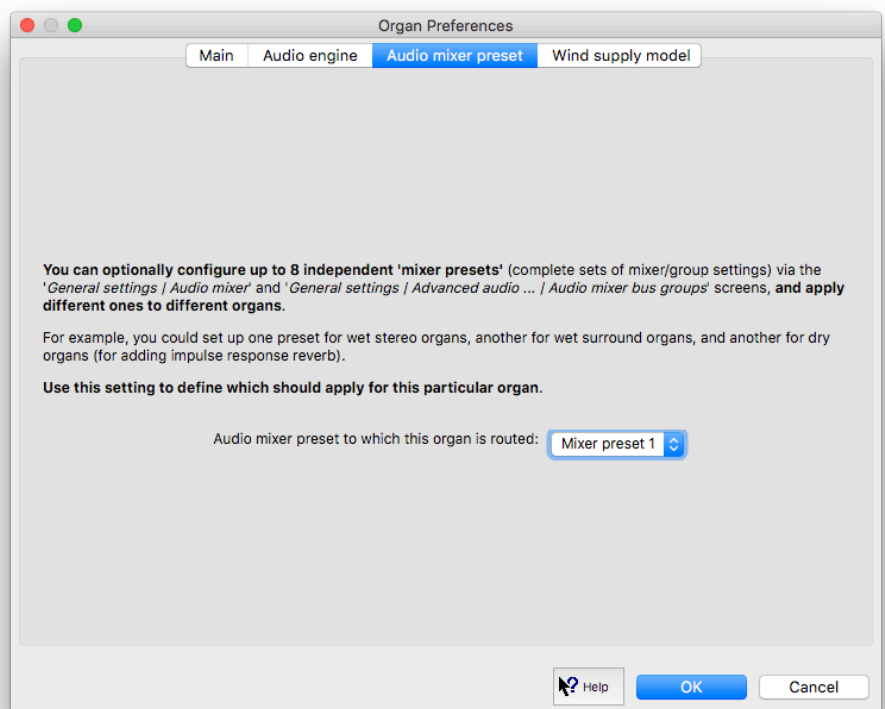 Organ Preferences
Main Audio engine Audio mixer preset Wind supply model
You can optionally configure up to 8 independent 'mixer presets' (complete sets of mixer/group settings) via the
'General settings | Audio mixer' and 'General settings | Advanced audio ... | Audio mixer bus groups' screens, and apply
different ones to different organs.
For example, you could set up one preset for wet stereo organs, another for wet surround organs, and another for dry
organs (for adding impulse response reverb).
Use this setting to define which should apply for this particular organ.
Audio mixer preset to which this organ is routed: Mixer preset 1
? Help OK Cancel